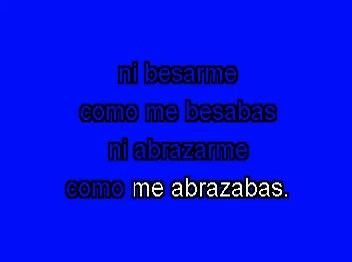 ni besarme
como me besabas
ni abrazarme
como me abrazabas.